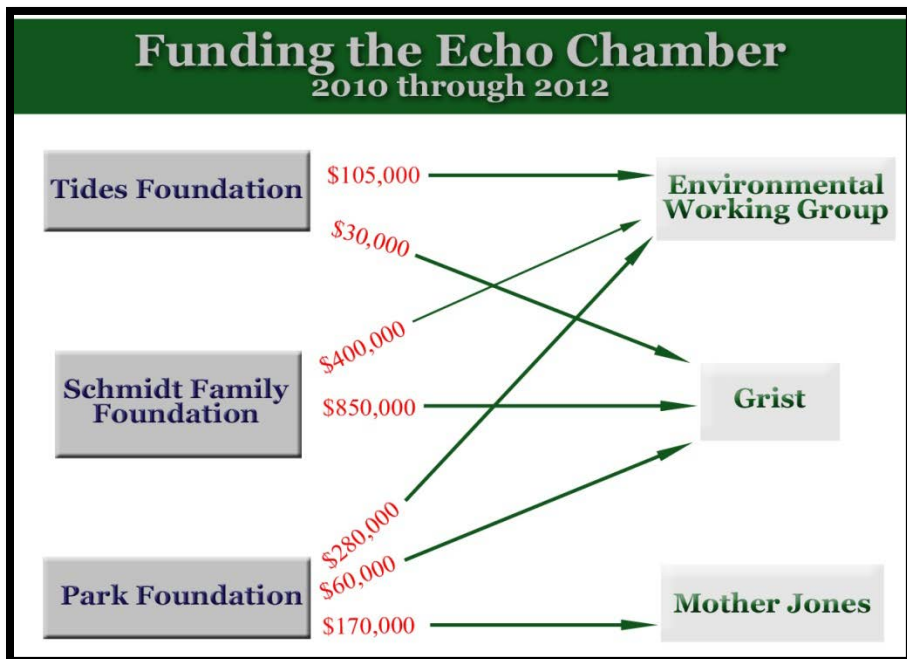 Funding the Echo Chamber
2010 through 2012
Tides Foundation
$105,000
Environmental
Working Group
$30,000
$400,000
Schmidt Family
Foundation
$850,000
Grist
$280,000
$60,000
Park Foundation
$170,000
Mother Jones